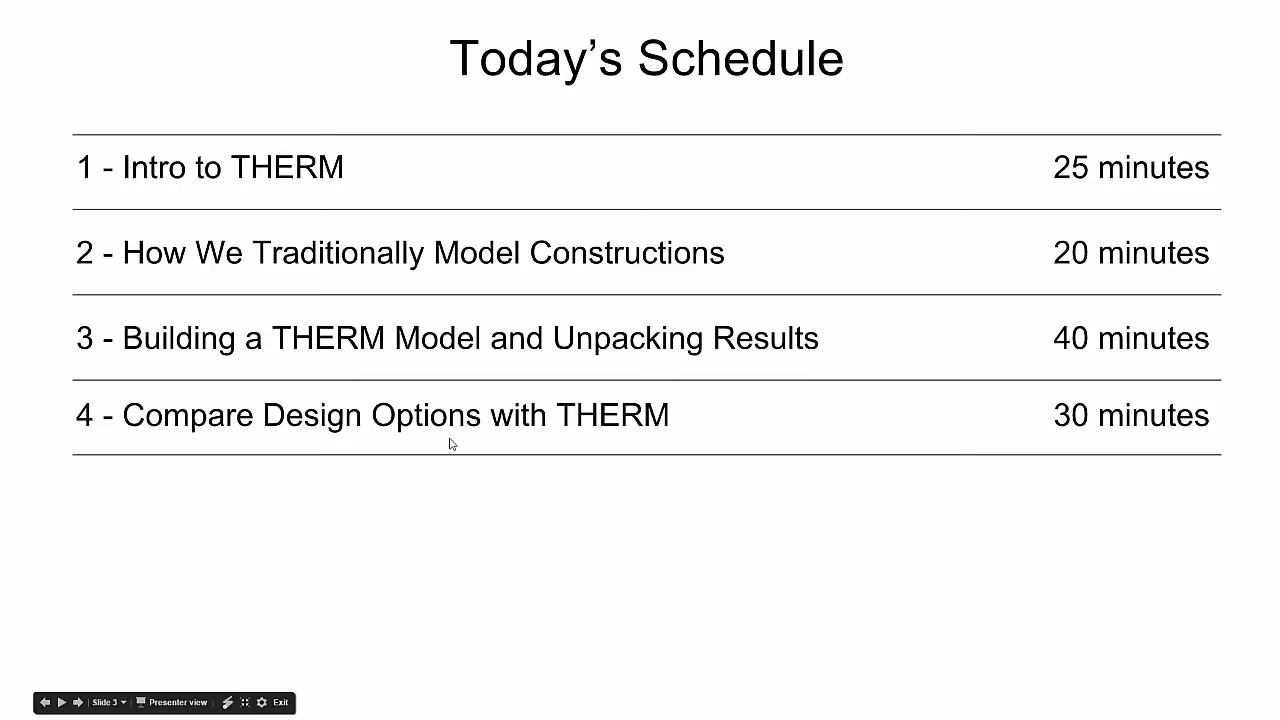 Today’s Schedule
1 - Intro to THERM 25 minutes
2 - How We Traditionally Model Constructions 20 minutes
3 - Building a THERM Model and Unpacking Results 40 minutes
4 - Compare Design Options with THERM 30 minutes
Slide 3 Presenter view Exit